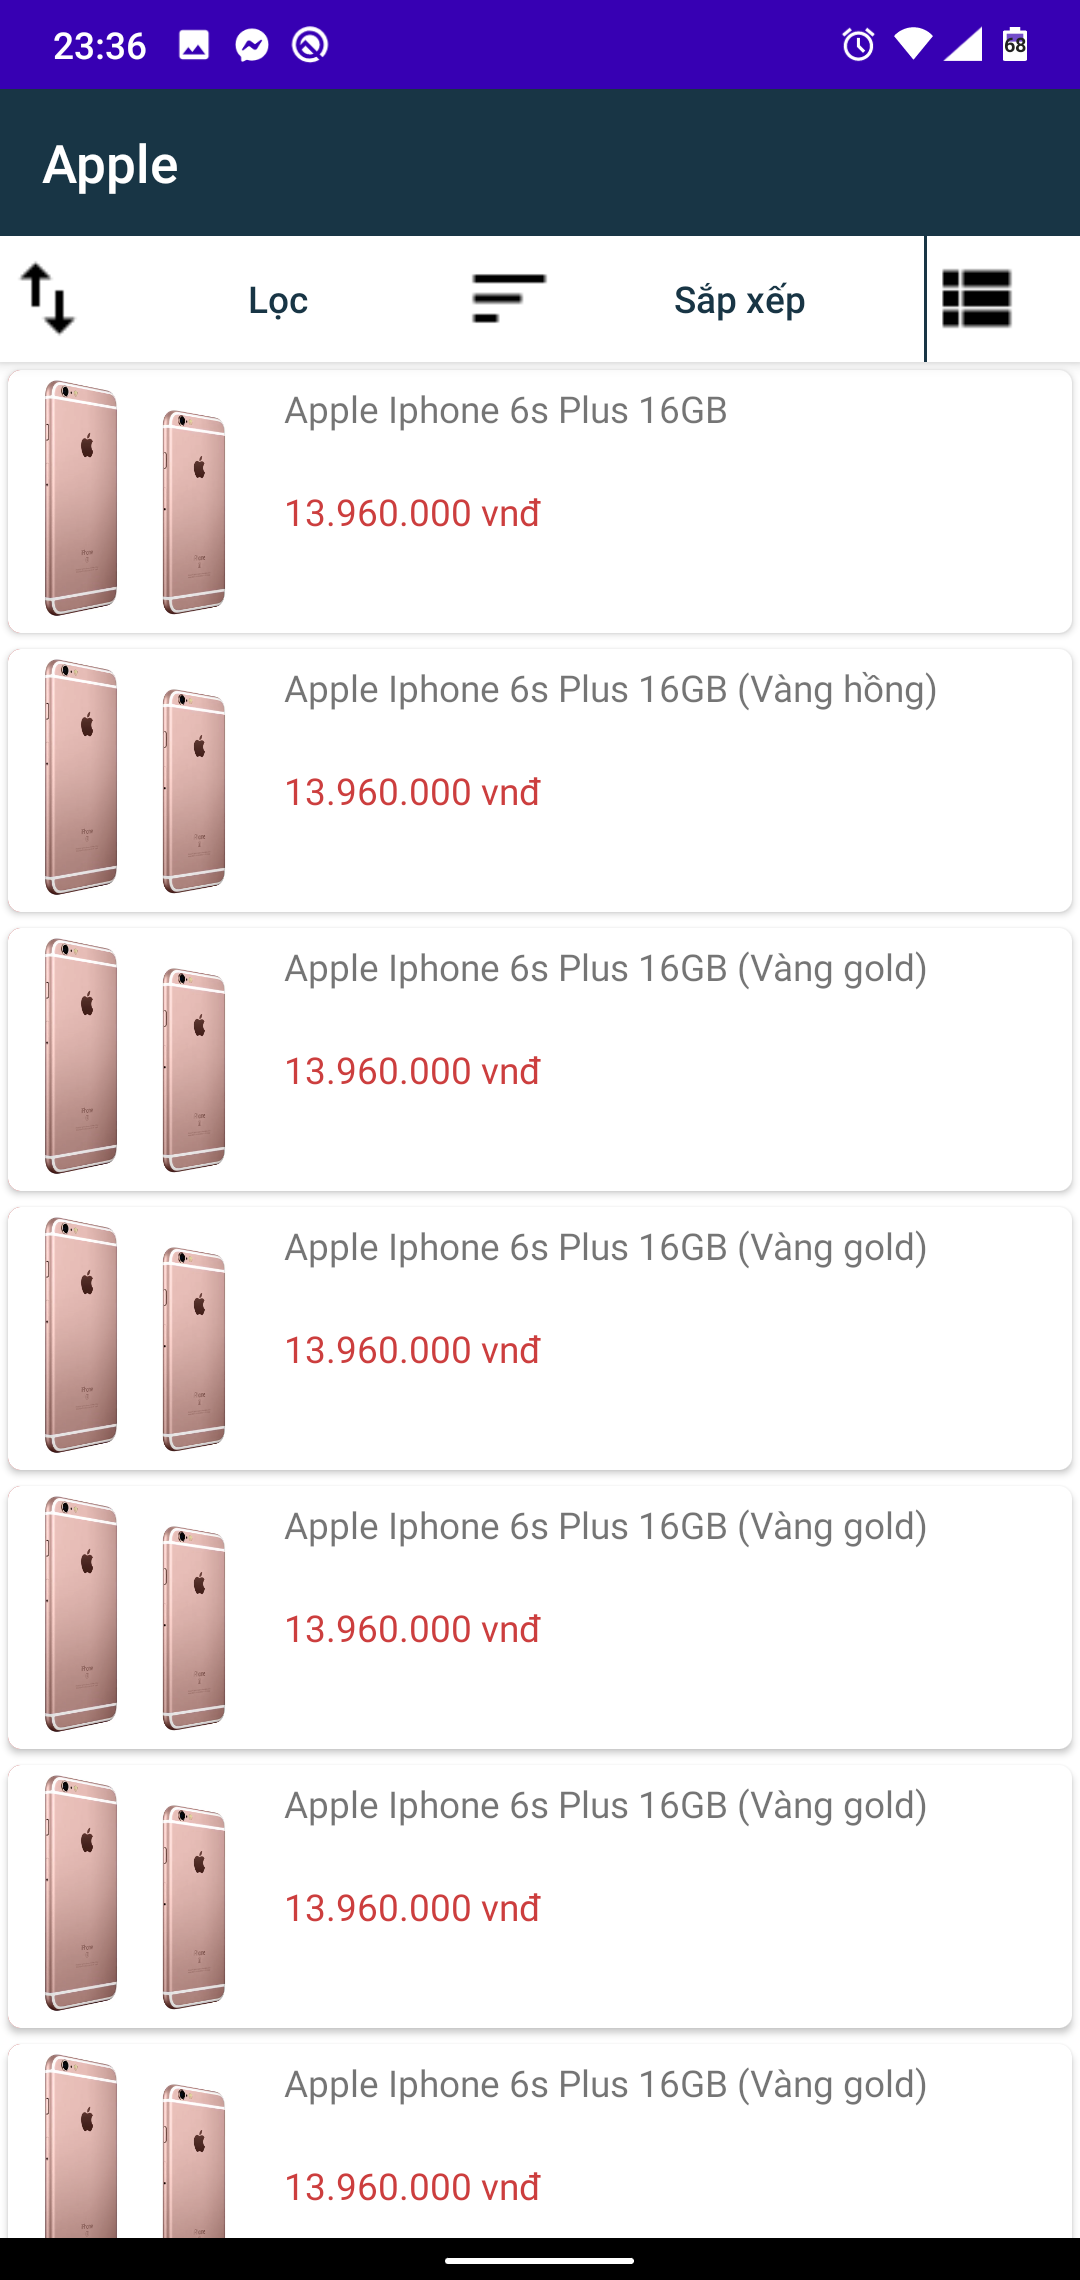 23:36
68
Apple
Lọc
Sắp xếp
Apple Iphone 6s Plus 16GB
13.960.000 vnđ
Apple Iphone 6s Plus 16GB (Vàng hồng)
13.960.000 vnđ
Apple Iphone 6s Plus 16GB (Vàng gold)
13.960.000 vnđ
Apple Iphone 6s Plus 16GB (Vàng gold)
13.960.000 vnđ
Apple Iphone 6s Plus 16GB (Vàng gold)
13.960.000 vnđ
Apple Iphone 6s Plus 16GB (Vàng gold)
13.960.000 vnđ
Apple Iphone 6s Plus 16GB (Vàng gold)
13.960.000 vnđ